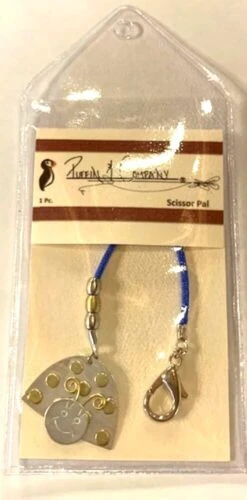 Puffin & Company ®
1 Pc.
Scissor Pal